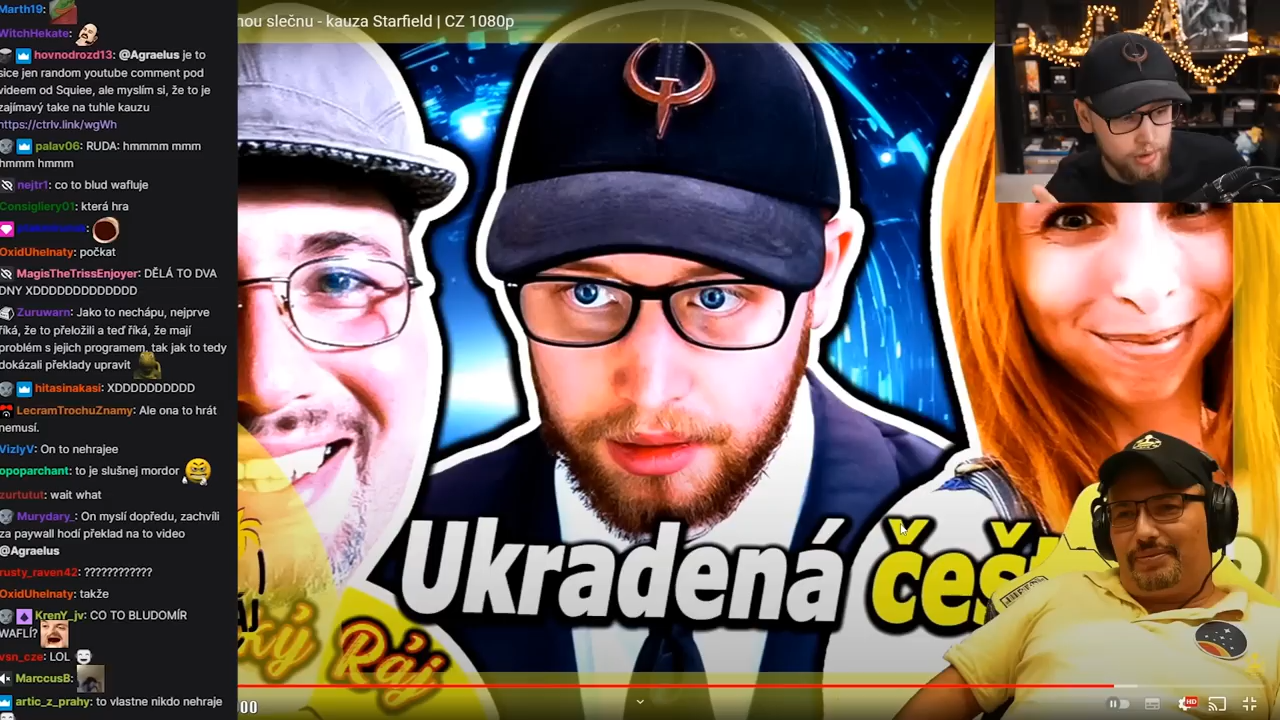 Marth19:
WitchHekate:
hovnodrozd13: @Agraelus je to
sice jen random youtube comment pod
videem od Squiee, ale myslím si, že to je
zajímavý take na tuhle kauzu
https://ctrlv.link/wgWh
palav06: RUDA: hmmmm mmm
hmmm hmmm
nejtr1: co to blud wafluje
Consigliery01: která hra
OxidUhelnaty: počkat
MagisTheTrissEnjoyer: DĚLÁ TO DVA
DNY XDDDDDDDDDDDDD
Zuruwarn: Jako to nechápu, nejprve
říká, že to přeložili a teď říká, že mají
problém s jejich programem, tak jak to tedy
dokázali překlady upravit
hitasinakasi: XDDDDDDDDDD
LecramTrochuZnamy: Ale ona to hrát
nemusí.
VizlyV: On to nehrajee
opoparchant: to je slušnej mordor
zurtutut: wait what
Murydary_: On myslí dopředu, zachvíli
za paywall hodí překlad na to video
@Agraelus
rusty_raven42: ????????????
OxidUhelnaty: takže
KrenY_jv: CO TO BLUDOMÍR
WAFLÍ?
vsn_cze: LOL
MarccusB:
artic_z_prahy: to vlastne nikdo nehraje
nou slečnu - kauza Starfield | CZ 1080p
Ukradená češ
ký Ráj
:00
HD